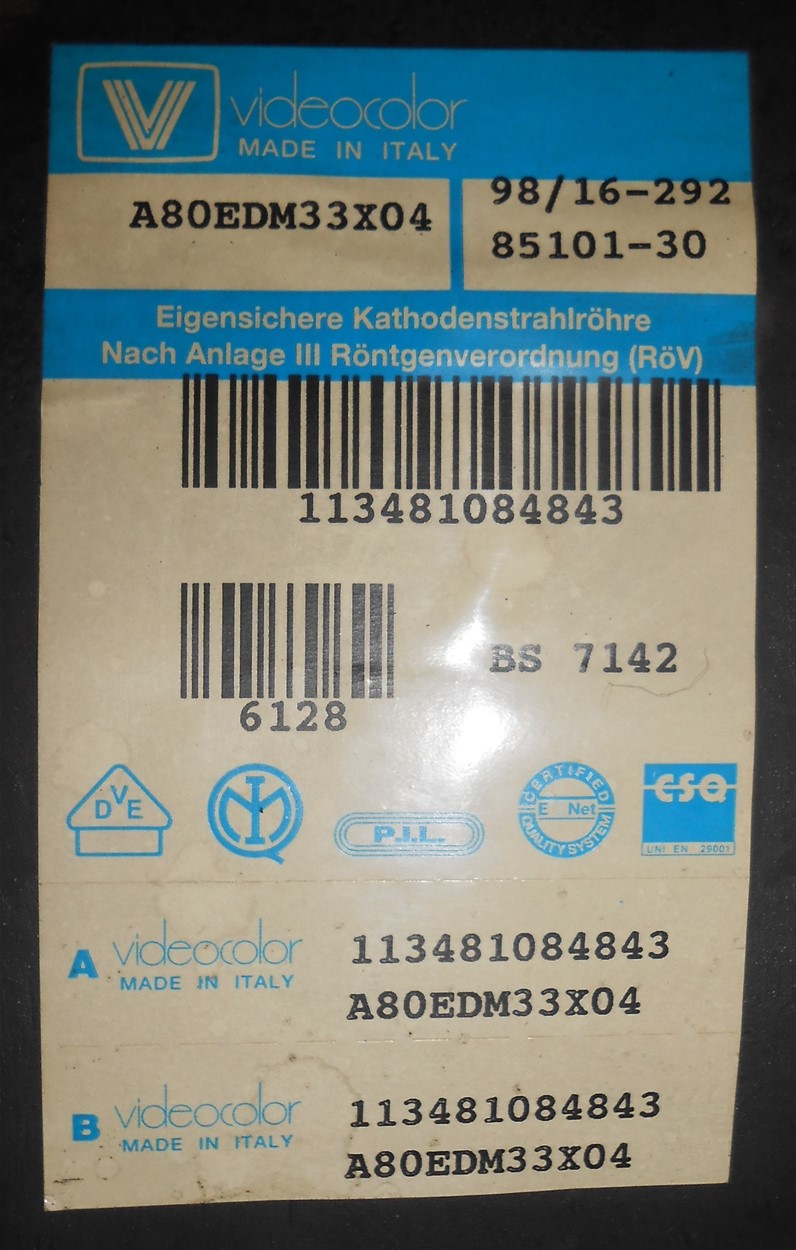 videocolor
MADE IN ITALY
A80EDM33X04
98/16-292
85101-30
Eigensichere Kathodenstrahlröhre
Nach Anlage III Röntgenverordnung (RöV)
113481084843
6128
BS 7142
DVE
IMQ
P.I.L.
CERTIFIED
E Net
QUALITY SYSTEM
CSQ
UNI EN 29001
A videocolor
MADE IN ITALY
113481084843
A80EDM33X04
B videocolor
MADE IN ITALY
113481084843
A80EDM33X04